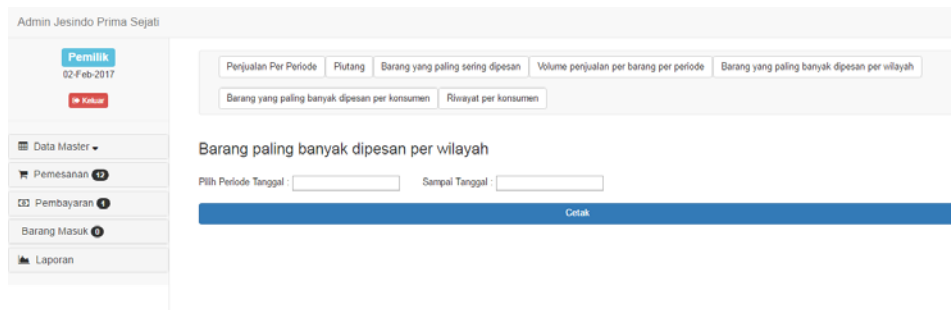 Admin Jesindo Prima Sejati
Pemilik
02-Feb-2017
Keluar
Data Master
Pemesanan 12
Pembayaran 1
Barang Masuk 0
Laporan
Penjualan Per Periode Piutang Barang yang paling sering dipesan Volume penjualan per barang per periode Barang yang paling banyak dipesan per wilayah
Barang yang paling banyak dipesan per konsumen Riwayat per konsumen
Barang paling banyak dipesan per wilayah
Pilih Periode Tanggal : Sampai Tanggal :
Cetak